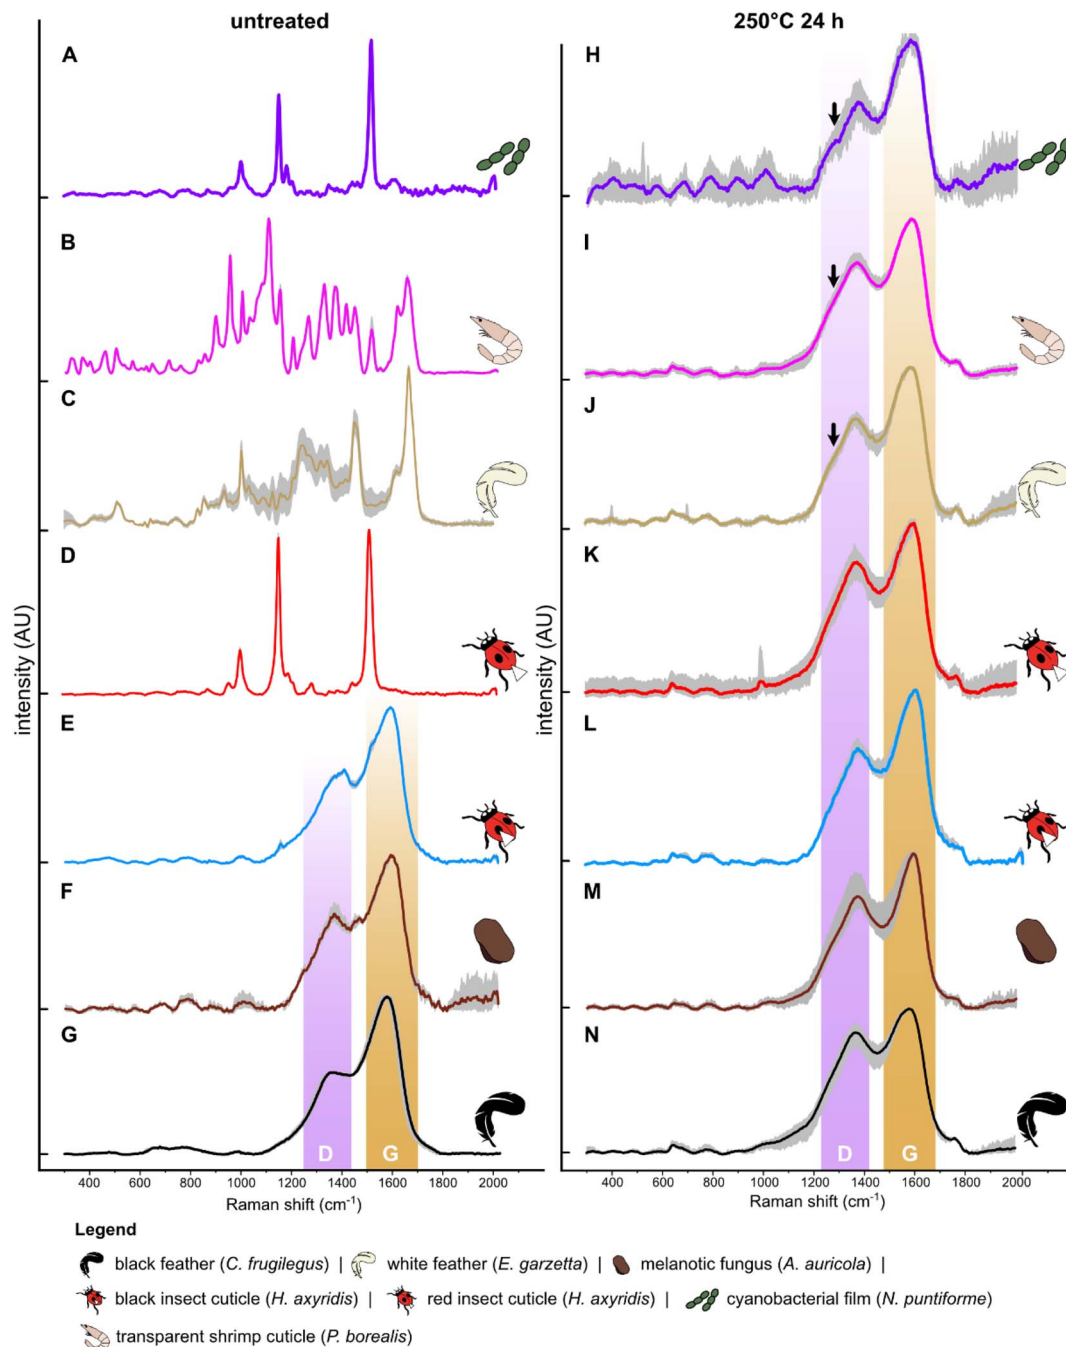 untreated
250°C 24 h
A
H
B
I
C
J
D
K
E
L
F
M
G
N
intensity (AU)
intensity (AU)
D
G
D
G
400 600 800 1000 1200 1400 1600 1800 2000
400 600 800 1000 1200 1400 1600 1800 2000
Raman shift (cm⁻¹)
Raman shift (cm⁻¹)
Legend
black feather (C. frugilegus) | white feather (E. garzetta) | melanotic fungus (A. auricola) |
black insect cuticle (H. axyridis) | red insect cuticle (H. axyridis) | cyanobacterial film (N. puntiforme)
transparent shrimp cuticle (P. borealis)